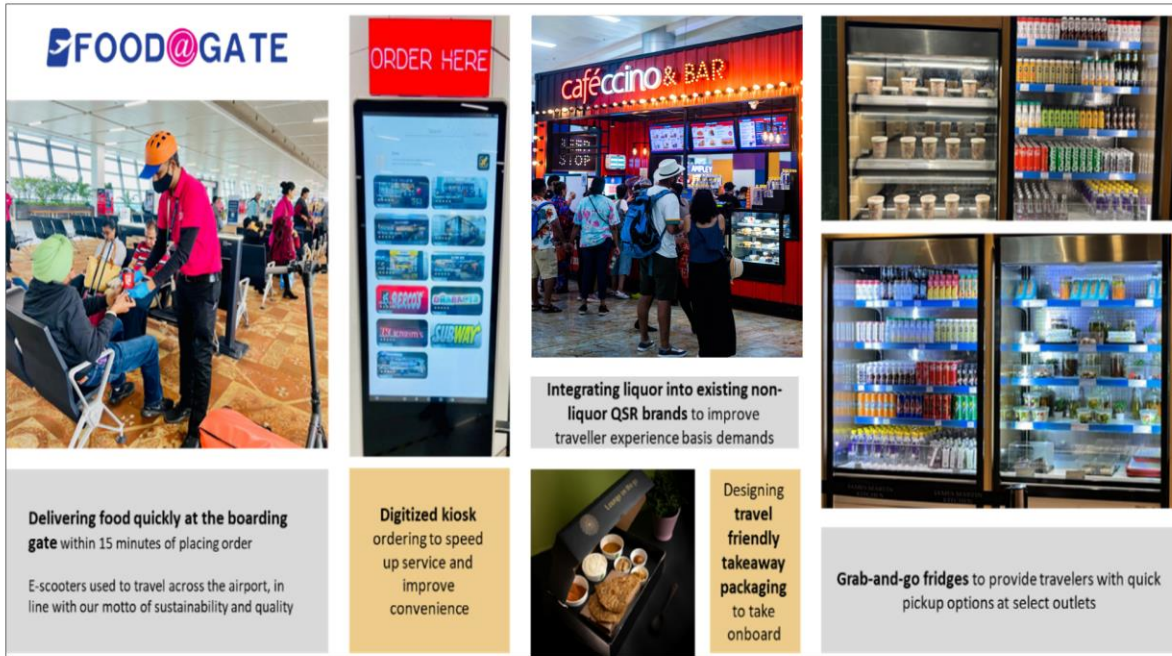 FOOD@GATE
ORDER HERE
SUBWAY
caféccino & BAR
STOP
Integrating liquor into existing non-
liquor QSR brands to improve
traveller experience basis demands
Delivering food quickly at the boarding
gate within 15 minutes of placing order
E-scooters used to travel across the airport, in
line with our motto of sustainability and quality
Digitized kiosk
ordering to speed
up service and
improve
convenience
Designing
travel
friendly
takeaway
packaging
to take
onboard
Grab-and-go fridges to provide travelers with quick
pickup options at select outlets